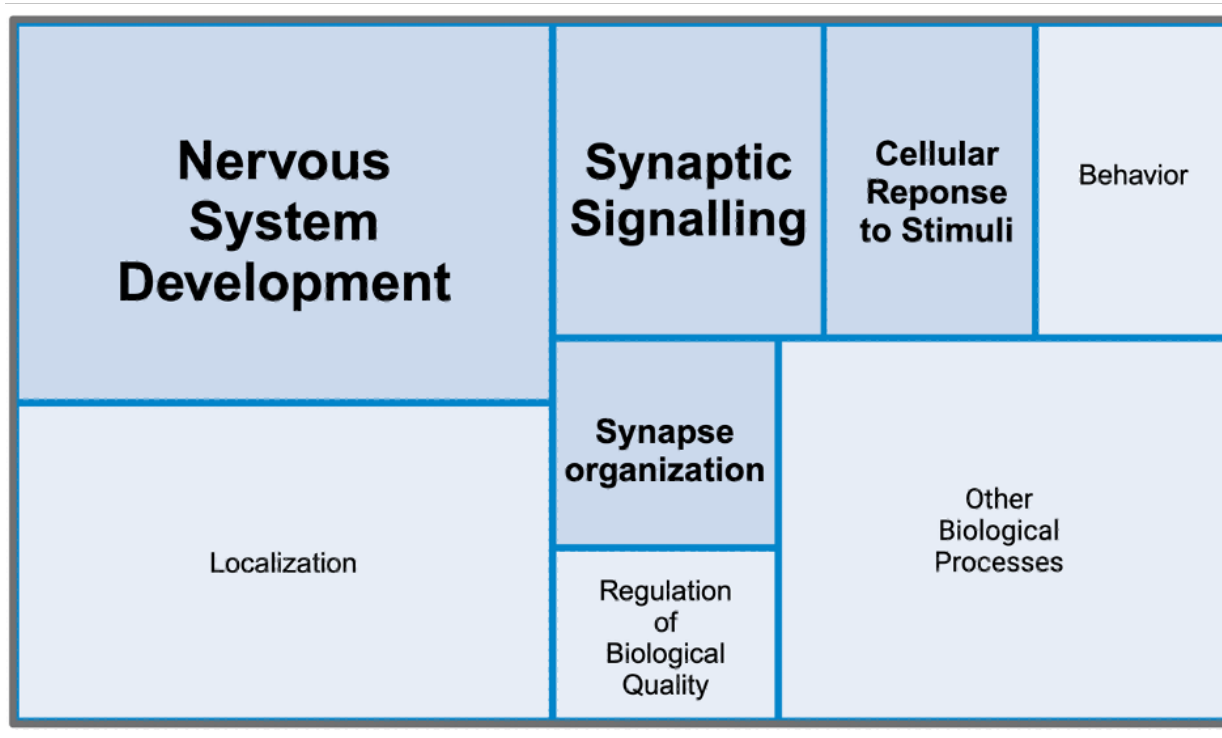 Nervous
System
Development
Synaptic
Signalling
Cellular
Reponse
to Stimuli
Behavior
Localization
Synapse
organization
Regulation
of
Biological
Quality
Other
Biological
Processes